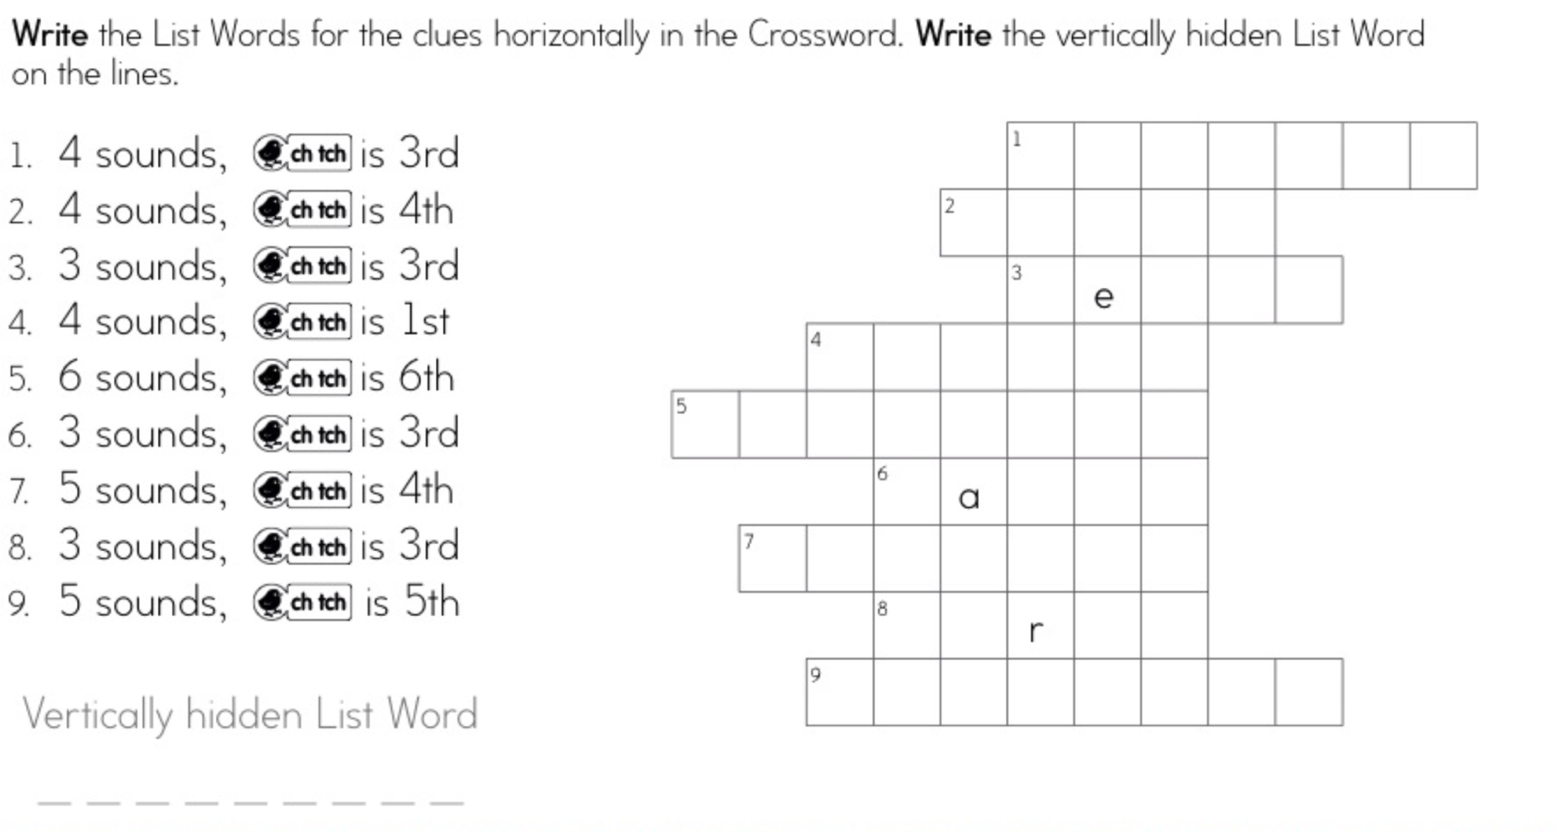 Write the List Words for the clues horizontally in the Crossword. Write the vertically hidden List Word
on the lines.
1. 4 sounds, ch tch is 3rd
2. 4 sounds, ch tch is 4th
3. 3 sounds, ch tch is 3rd
4. 4 sounds, ch tch is 1st
5. 6 sounds, ch tch is 6th
6. 3 sounds, ch tch is 3rd
7. 5 sounds, ch tch is 4th
8. 3 sounds, ch tch is 3rd
9. 5 sounds, ch tch is 5th
Vertically hidden List Word
1
2
3 e
4
5
6 a
7
8 r
9